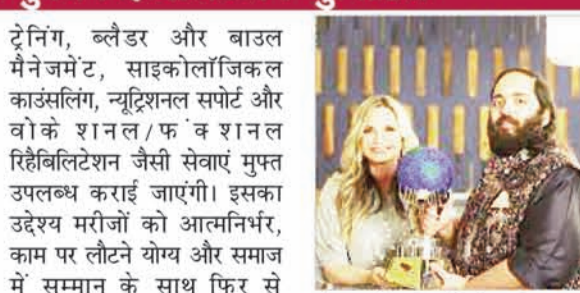 ट्रेनिंग, ब्लैडर और बाउल
मैनेजमेंट, साइकोलॉजिकल
काउंसलिंग, न्यूट्रिशनल सपोर्ट और
वोकेशनल/फंक्शनल
रिहैबिलिटेशन जैसी सेवाएं मुफ्त
उपलब्ध कराई जाएंगी। इसका
उद्देश्य मरीजों को आत्मनिर्भर,
काम पर लौटने योग्य और समाज
में सम्मान के साथ फिर से